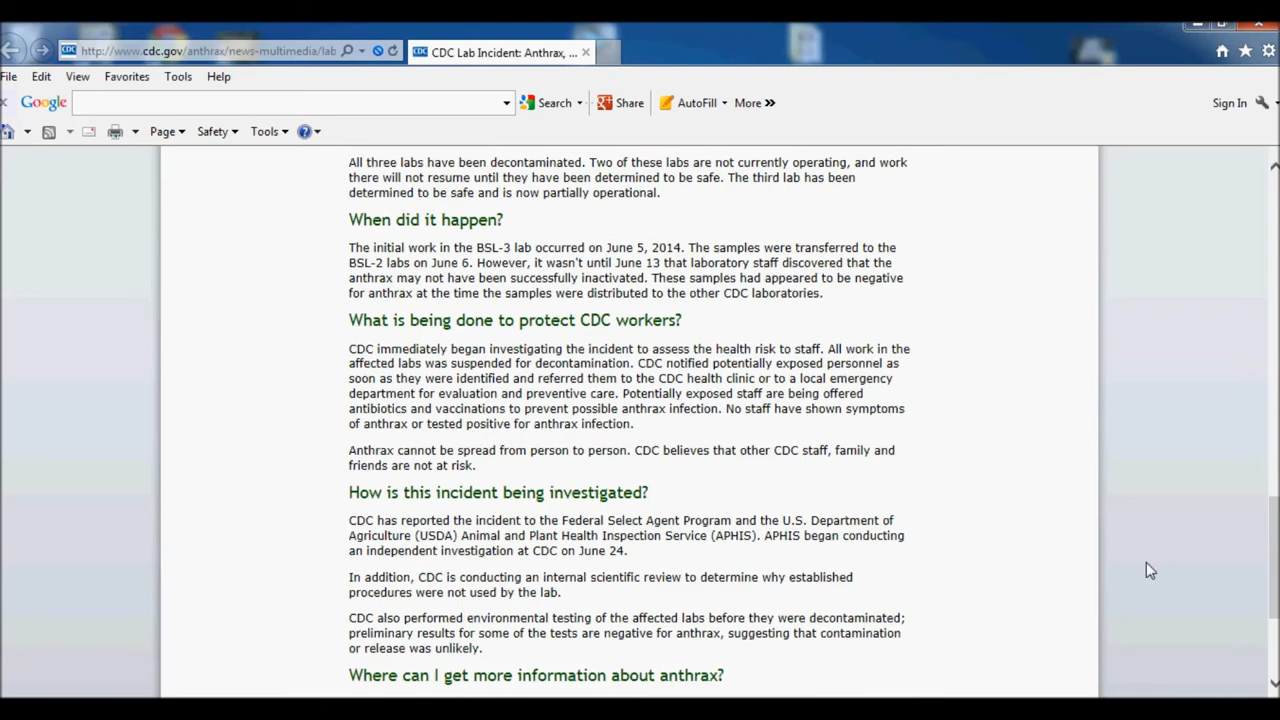 http://www.cdc.gov/anthrax/news-multimedia/lab
CDC Lab Incident: Anthrax, ...
File Edit View Favorites Tools Help
Google Search Share AutoFill More » Sign In
Page Safety Tools
All three labs have been decontaminated. Two of these labs are not currently operating, and work
there will not resume until they have been determined to be safe. The third lab has been
determined to be safe and is now partially operational.
When did it happen?
The initial work in the BSL-3 lab occurred on June 5, 2014. The samples were transferred to the
BSL-2 labs on June 6. However, it wasn't until June 13 that laboratory staff discovered that the
anthrax may not have been successfully inactivated. These samples had appeared to be negative
for anthrax at the time the samples were distributed to the other CDC laboratories.
What is being done to protect CDC workers?
CDC immediately began investigating the incident to assess the health risk to staff. All work in the
affected labs was suspended for decontamination. CDC notified potentially exposed personnel as
soon as they were identified and referred them to the CDC health clinic or to a local emergency
department for evaluation and preventive care. Potentially exposed staff are being offered
antibiotics and vaccinations to prevent possible anthrax infection. No staff have shown symptoms
of anthrax or tested positive for anthrax infection.
Anthrax cannot be spread from person to person. CDC believes that other CDC staff, family and
friends are not at risk.
How is this incident being investigated?
CDC has reported the incident to the Federal Select Agent Program and the U.S. Department of
Agriculture (USDA) Animal and Plant Health Inspection Service (APHIS). APHIS began conducting
an independent investigation at CDC on June 24.
In addition, CDC is conducting an internal scientific review to determine why established
procedures were not used by the lab.
CDC also performed environmental testing of the affected labs before they were decontaminated;
preliminary results for some of the tests are negative for anthrax, suggesting that contamination
or release was unlikely.
Where can I get more information about anthrax?